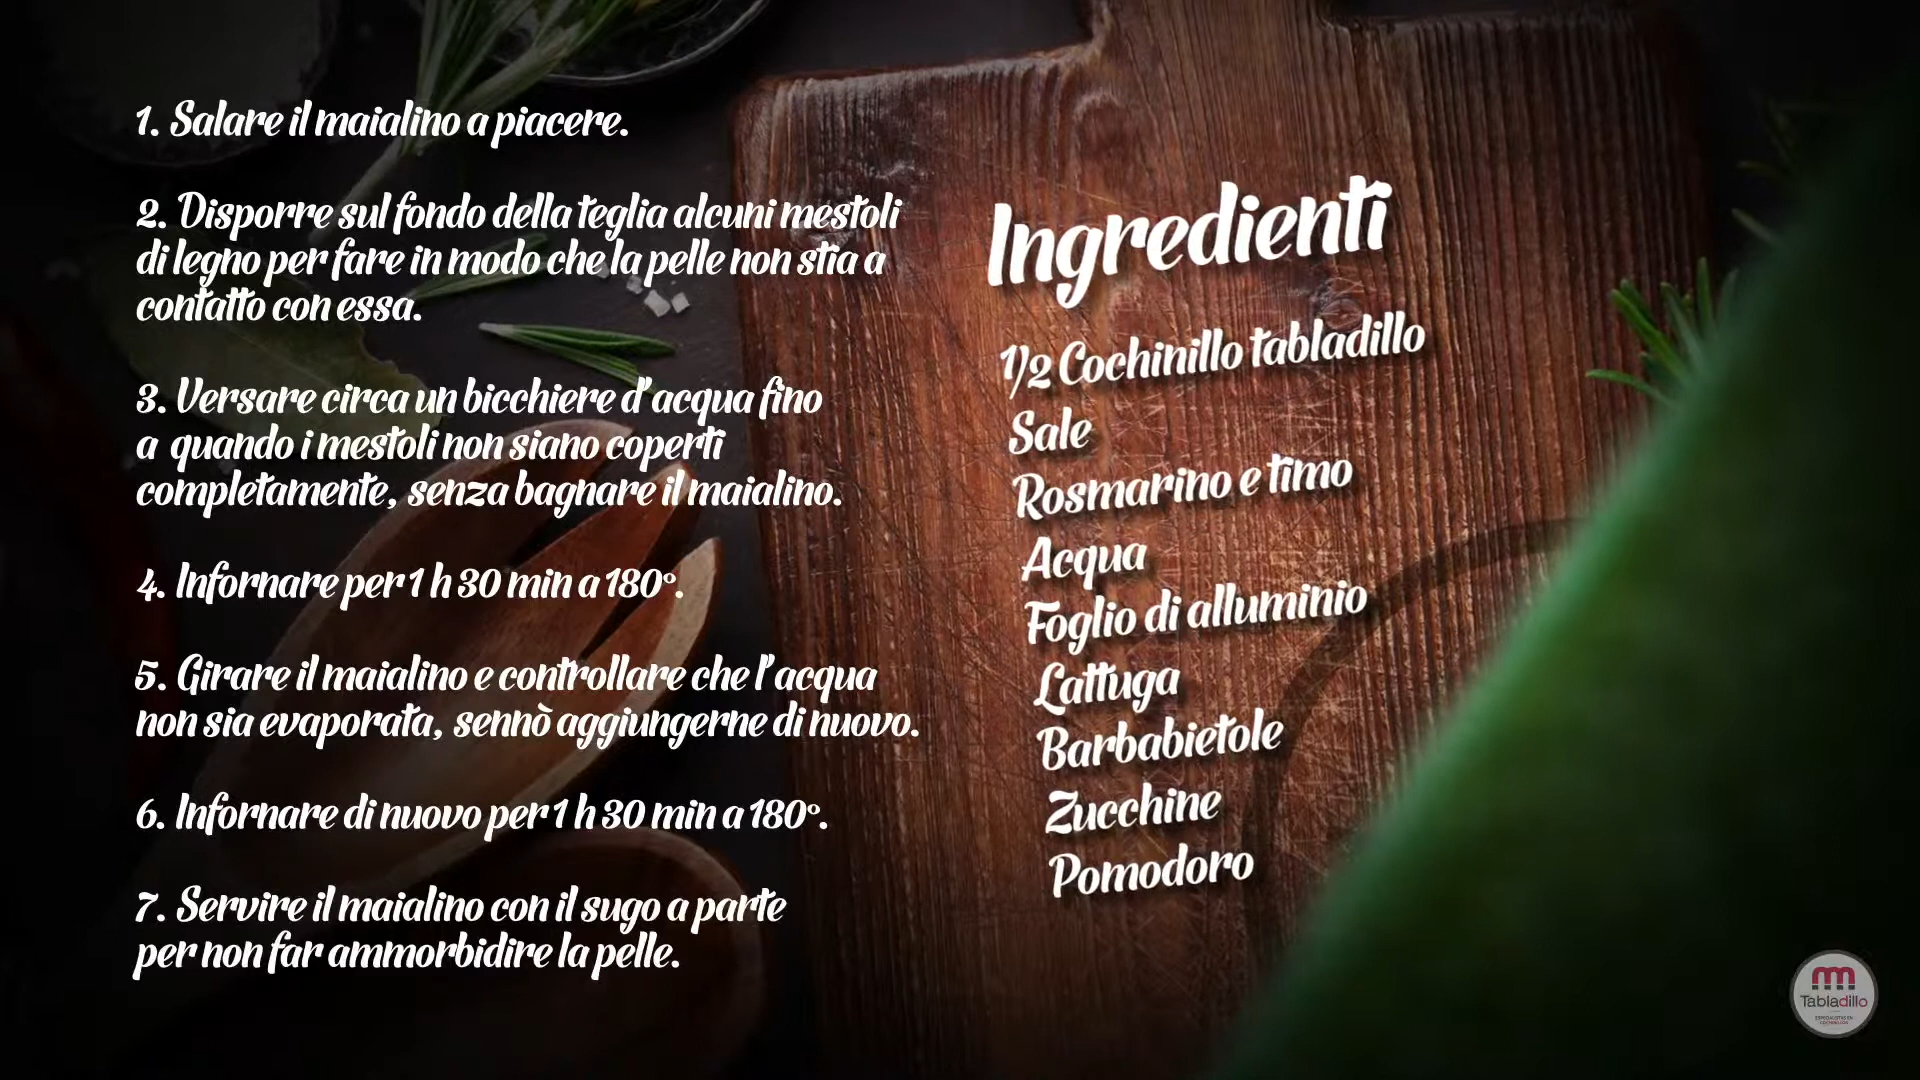 1. Salare il maialino a piacere.
2. Disporre sul fondo della teglia alcuni mestoli
di legno per fare in modo che la pelle non stia a
contatto con essa.
3. Versare circa un bicchiere d'acqua fino
a quando i mestoli non siano coperti
completamente, senza bagnare il maialino.
4. Infornare per 1 h 30 min a 180º.
5. Girare il maialino e controllare che l'acqua
non sia evaporata, sennò aggiungerne di nuovo.
6. Infornare di nuovo per 1 h 30 min a 180º.
7. Servire il maialino con il sugo a parte
per non far ammorbidire la pelle.
Ingredienti
1/2 Cochinillo tabladillo
Sale
Rosmarino e timo
Acqua
Foglio di alluminio
Lattuga
Barbabietole
Zucchine
Pomodoro
Tabladillo
ESPECIALISTAS EN
COCHINILLOS